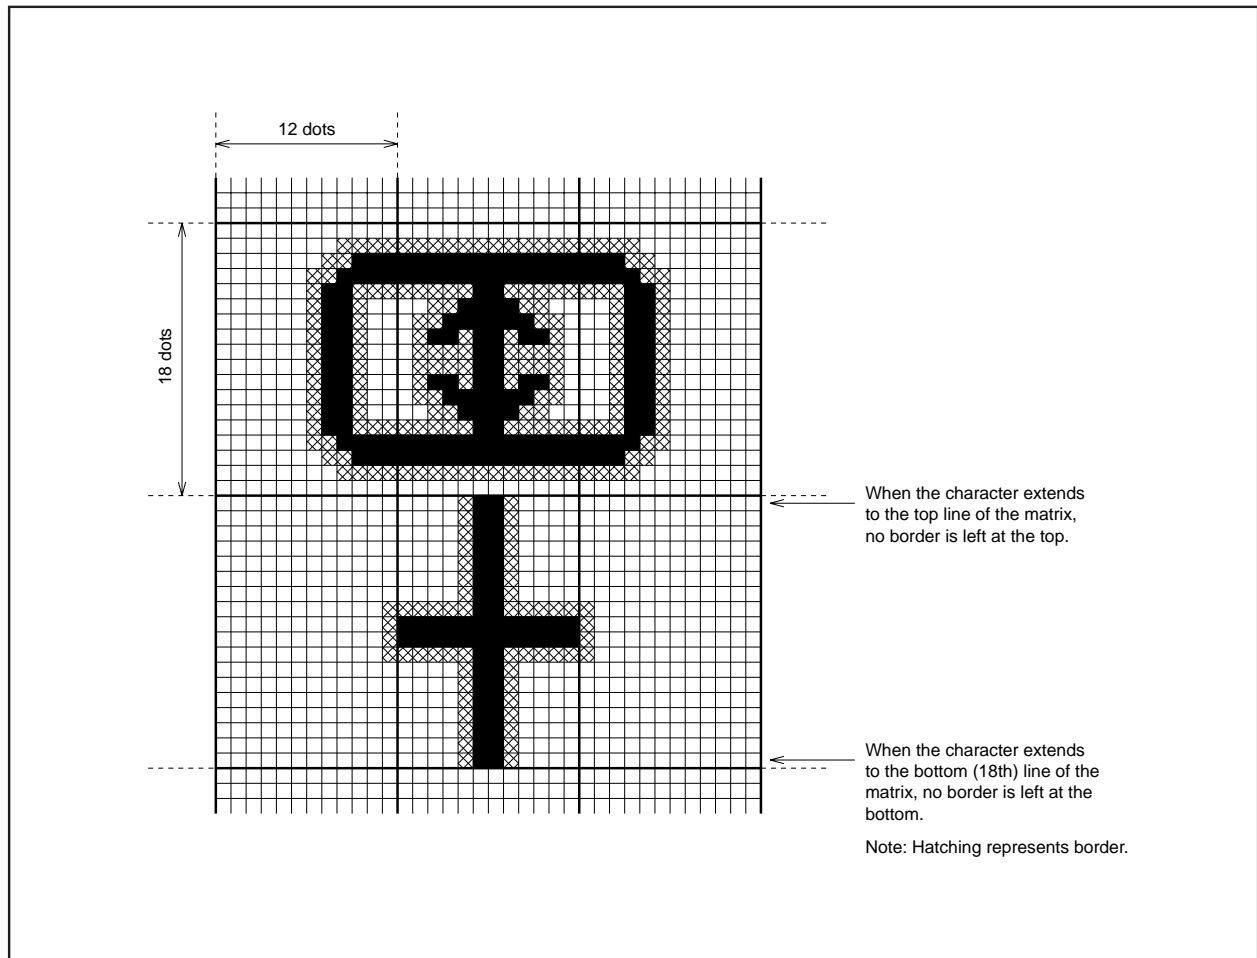 12 dots
18 dots
When the character extends
to the top line of the matrix,
no border is left at the top.
When the character extends
to the bottom (18th) line of the
matrix, no border is left at the
bottom.
Note: Hatching represents border.